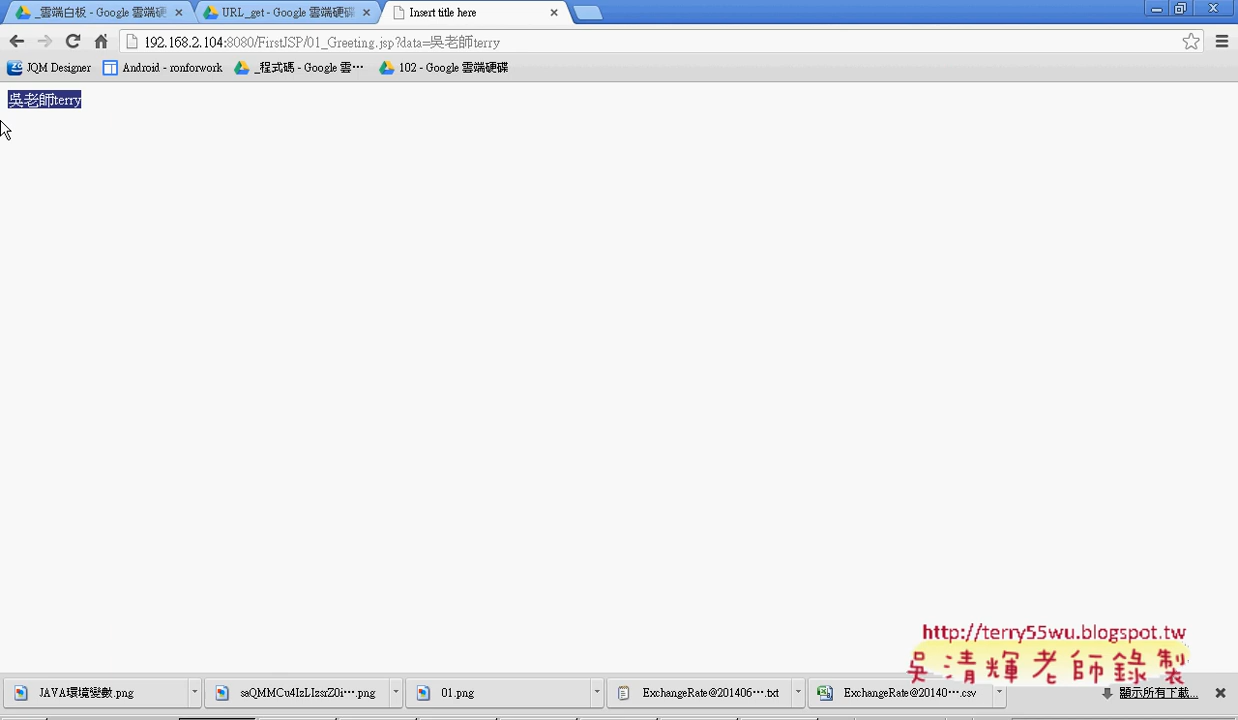 _雲端白板 - Google 雲端硬
URL_get - Google 雲端硬碟
Insert title here
192.168.2.104:8080/FirstJSP/01_Greeting.jsp?data=吳老師terry
JQM Designer
Android - ronforwork
_程式碼 - Google 雲…
102 - Google 雲端硬碟
吳老師terry
http://terry55wu.blogspot.tw
吳清輝老師錄製
JAVA環境變數.png
saQMMCu4IzLIzsrZ0i….png
01.png
ExchangeRate@201406….txt
ExchangeRate@20140….csv
顯示所有下載...